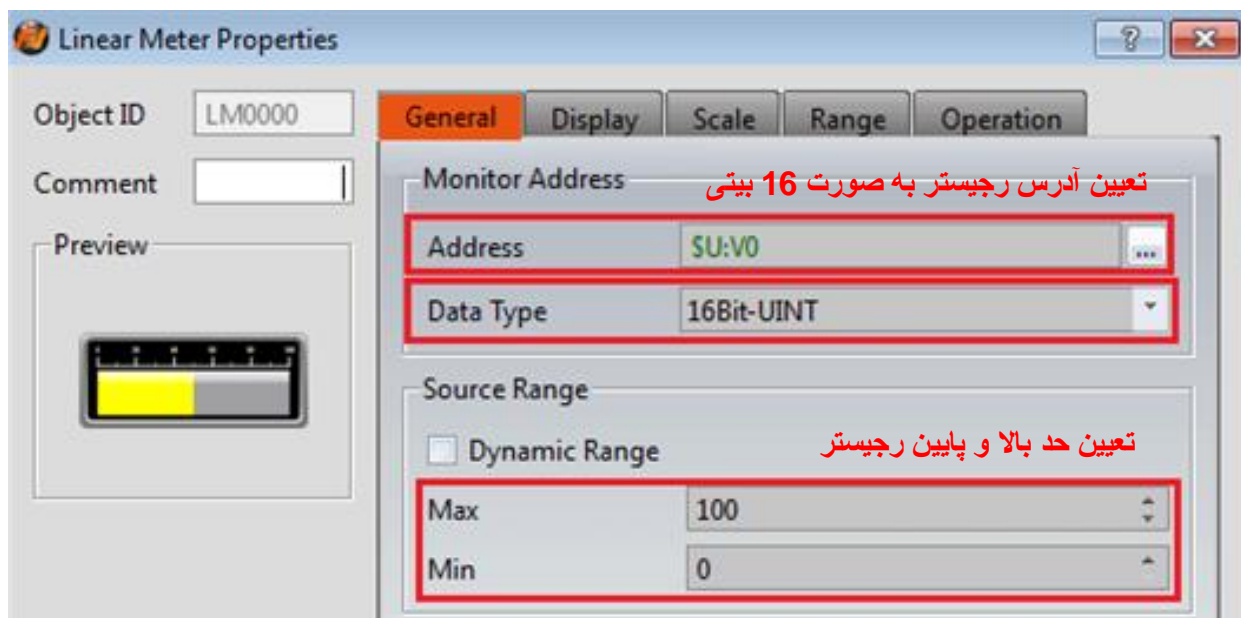 Linear Meter Properties
Object ID LM0000
Comment
Preview
General Display Scale Range Operation
Monitor Address
تعیین آدرس رجیستر به صورت 16 بیتی
Address $U:V0 ...
Data Type 16Bit-UINT
Source Range
Dynamic Range
تعیین حد بالا و پایین رجیستر
Max 100
Min 0